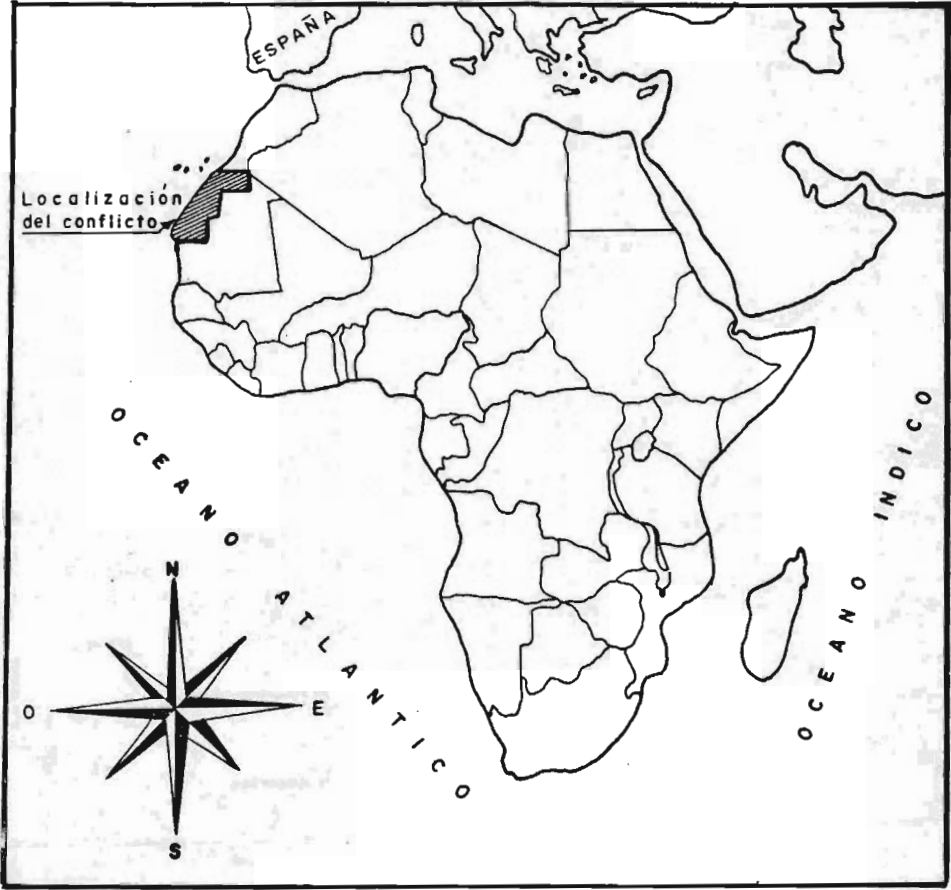 ESPAÑA
Localización
del conflicto
OCEANO ATLANTICO
OCEANO INDICO
N
O
E
S